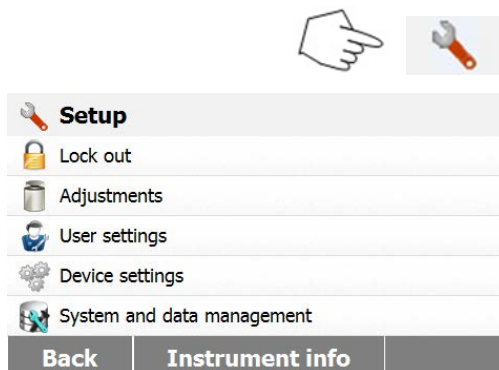 Setup
Lock out
Adjustments
User settings
Device settings
System and data management
Back Instrument info